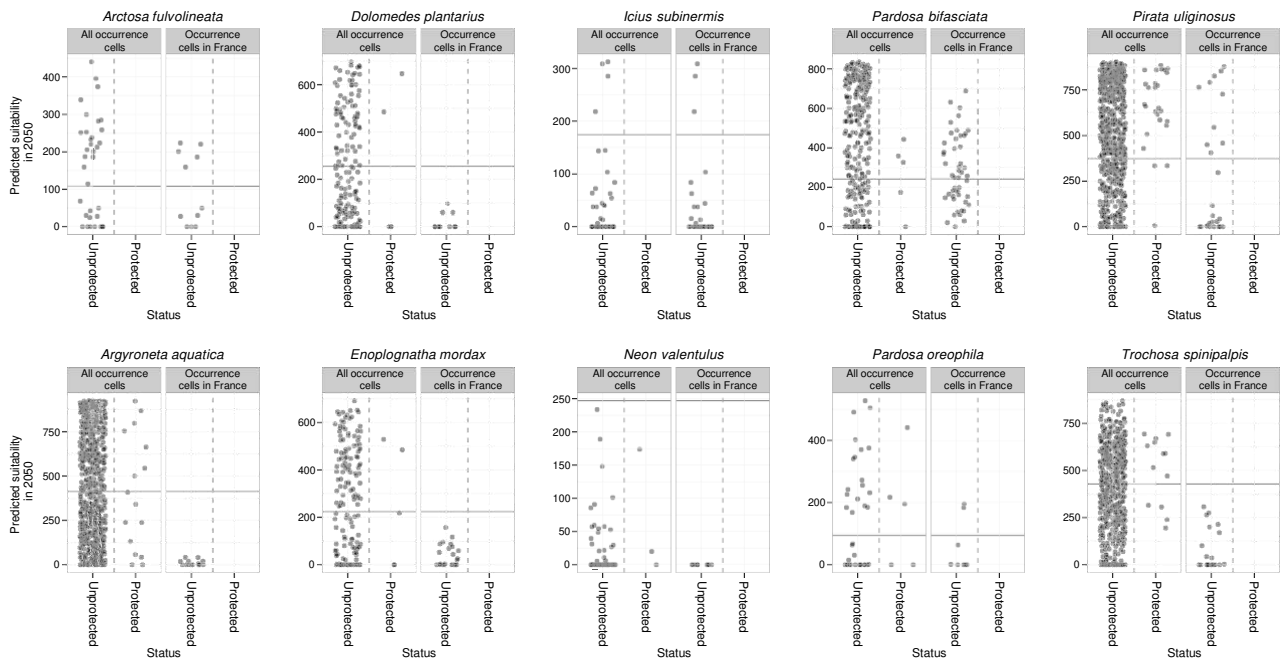 Arctosa fulvolineata
Dolomedes plantarius
Icius subinermis
Pardosa bifasciata
Pirata uliginosus
All occurrence
cells
Occurrence
cells in France
All occurrence
cells
Occurrence
cells in France
All occurrence
cells
Occurrence
cells in France
All occurrence
cells
Occurrence
cells in France
All occurrence
cells
Occurrence
cells in France
Predicted suitability
in 2050
400
300
200
100
0
600
400
200
0
300
200
100
0
800
600
400
200
0
750
500
250
0
Unprotected
Protected
Unprotected
Protected
Unprotected
Protected
Unprotected
Protected
Unprotected
Protected
Unprotected
Protected
Unprotected
Protected
Unprotected
Protected
Unprotected
Protected
Unprotected
Protected
Status
Status
Status
Status
Status
Argyroneta aquatica
Enoplognatha mordax
Neon valentulus
Pardosa oreophila
Trochosa spinipalpis
All occurrence
cells
Occurrence
cells in France
All occurrence
cells
Occurrence
cells in France
All occurrence
cells
Occurrence
cells in France
All occurrence
cells
Occurrence
cells in France
All occurrence
cells
Occurrence
cells in France
Predicted suitability
in 2050
750
500
250
0
600
400
200
0
250
200
150
100
50
0
400
200
0
750
500
250
0
Unprotected
Protected
Unprotected
Protected
Unprotected
Protected
Unprotected
Protected
Unprotected
Protected
Unprotected
Protected
Unprotected
Protected
Unprotected
Protected
Unprotected
Protected
Unprotected
Protected
Status
Status
Status
Status
Status